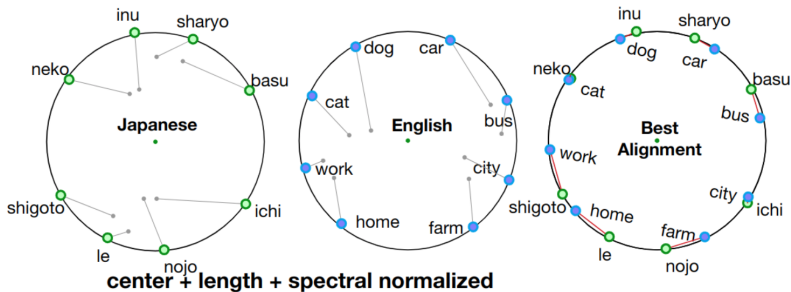 inu
sharyo
neko
basu
Japanese
shigoto
le
nojo
ichi
dog
car
cat
bus
English
work
city
home
farm
inu
sharyo
dog
car
neko
cat
basu
bus
Best
Alignment
work
city
shigoto
home
ichi
farm
le
nojo
center + length + spectral normalized